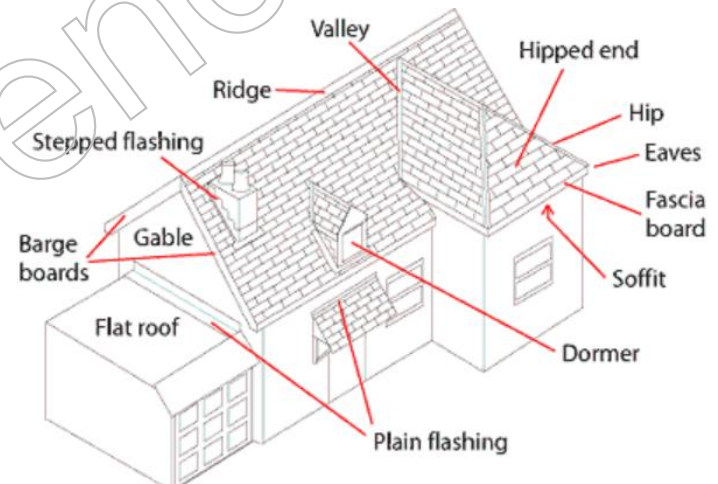 Valley
Hipped end
Ridge
Hip
Stepped flashing
Eaves
Fascia
board
Barge
boards
Gable
Soffit
Flat roof
Dormer
Plain flashing